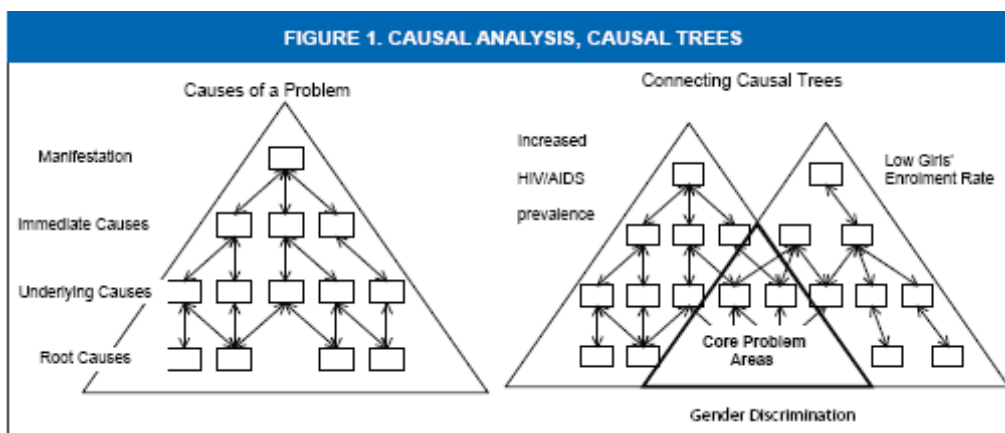 FIGURE 1. CAUSAL ANALYSIS, CAUSAL TREES
Causes of a Problem
Manifestation
Immediate Causes
Underlying Causes
Root Causes
Connecting Causal Trees
Increased
HIV/AIDS
prevalence
Low Girls'
Enrolment Rate
Core Problem
Areas
Gender Discrimination